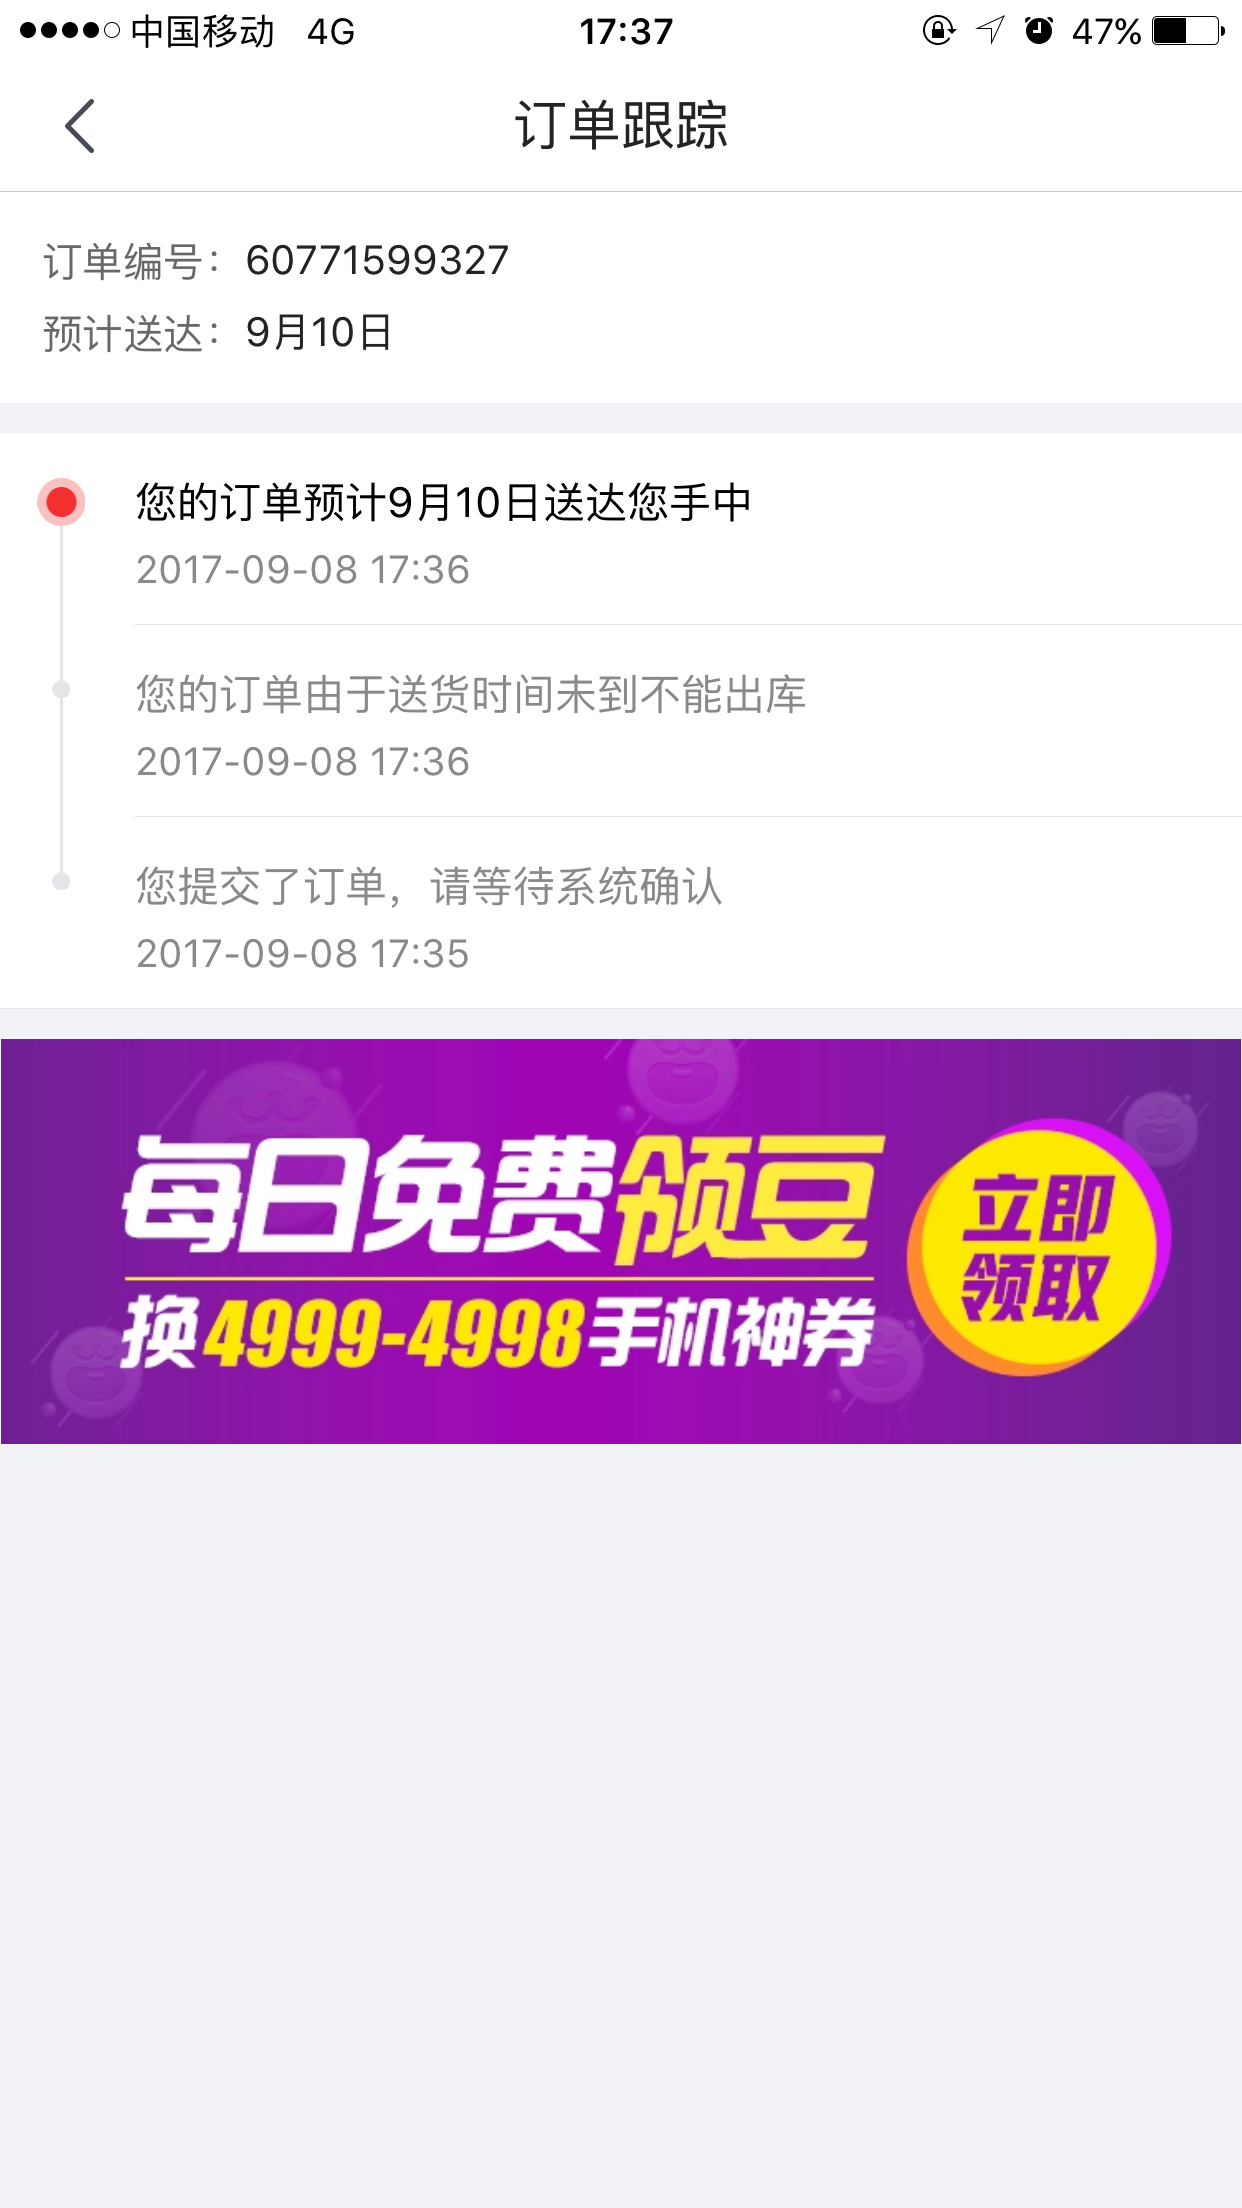 中国移动 4G 17:37 47%
订单跟踪
订单编号：60771599327
预计送达：9月10日
您的订单预计9月10日送达您手中
2017-09-08 17:36
您的订单由于送货时间未到不能出库
2017-09-08 17:36
您提交了订单，请等待系统确认
2017-09-08 17:35
每日免费领豆
换4999-4998手机神券
立即
领取